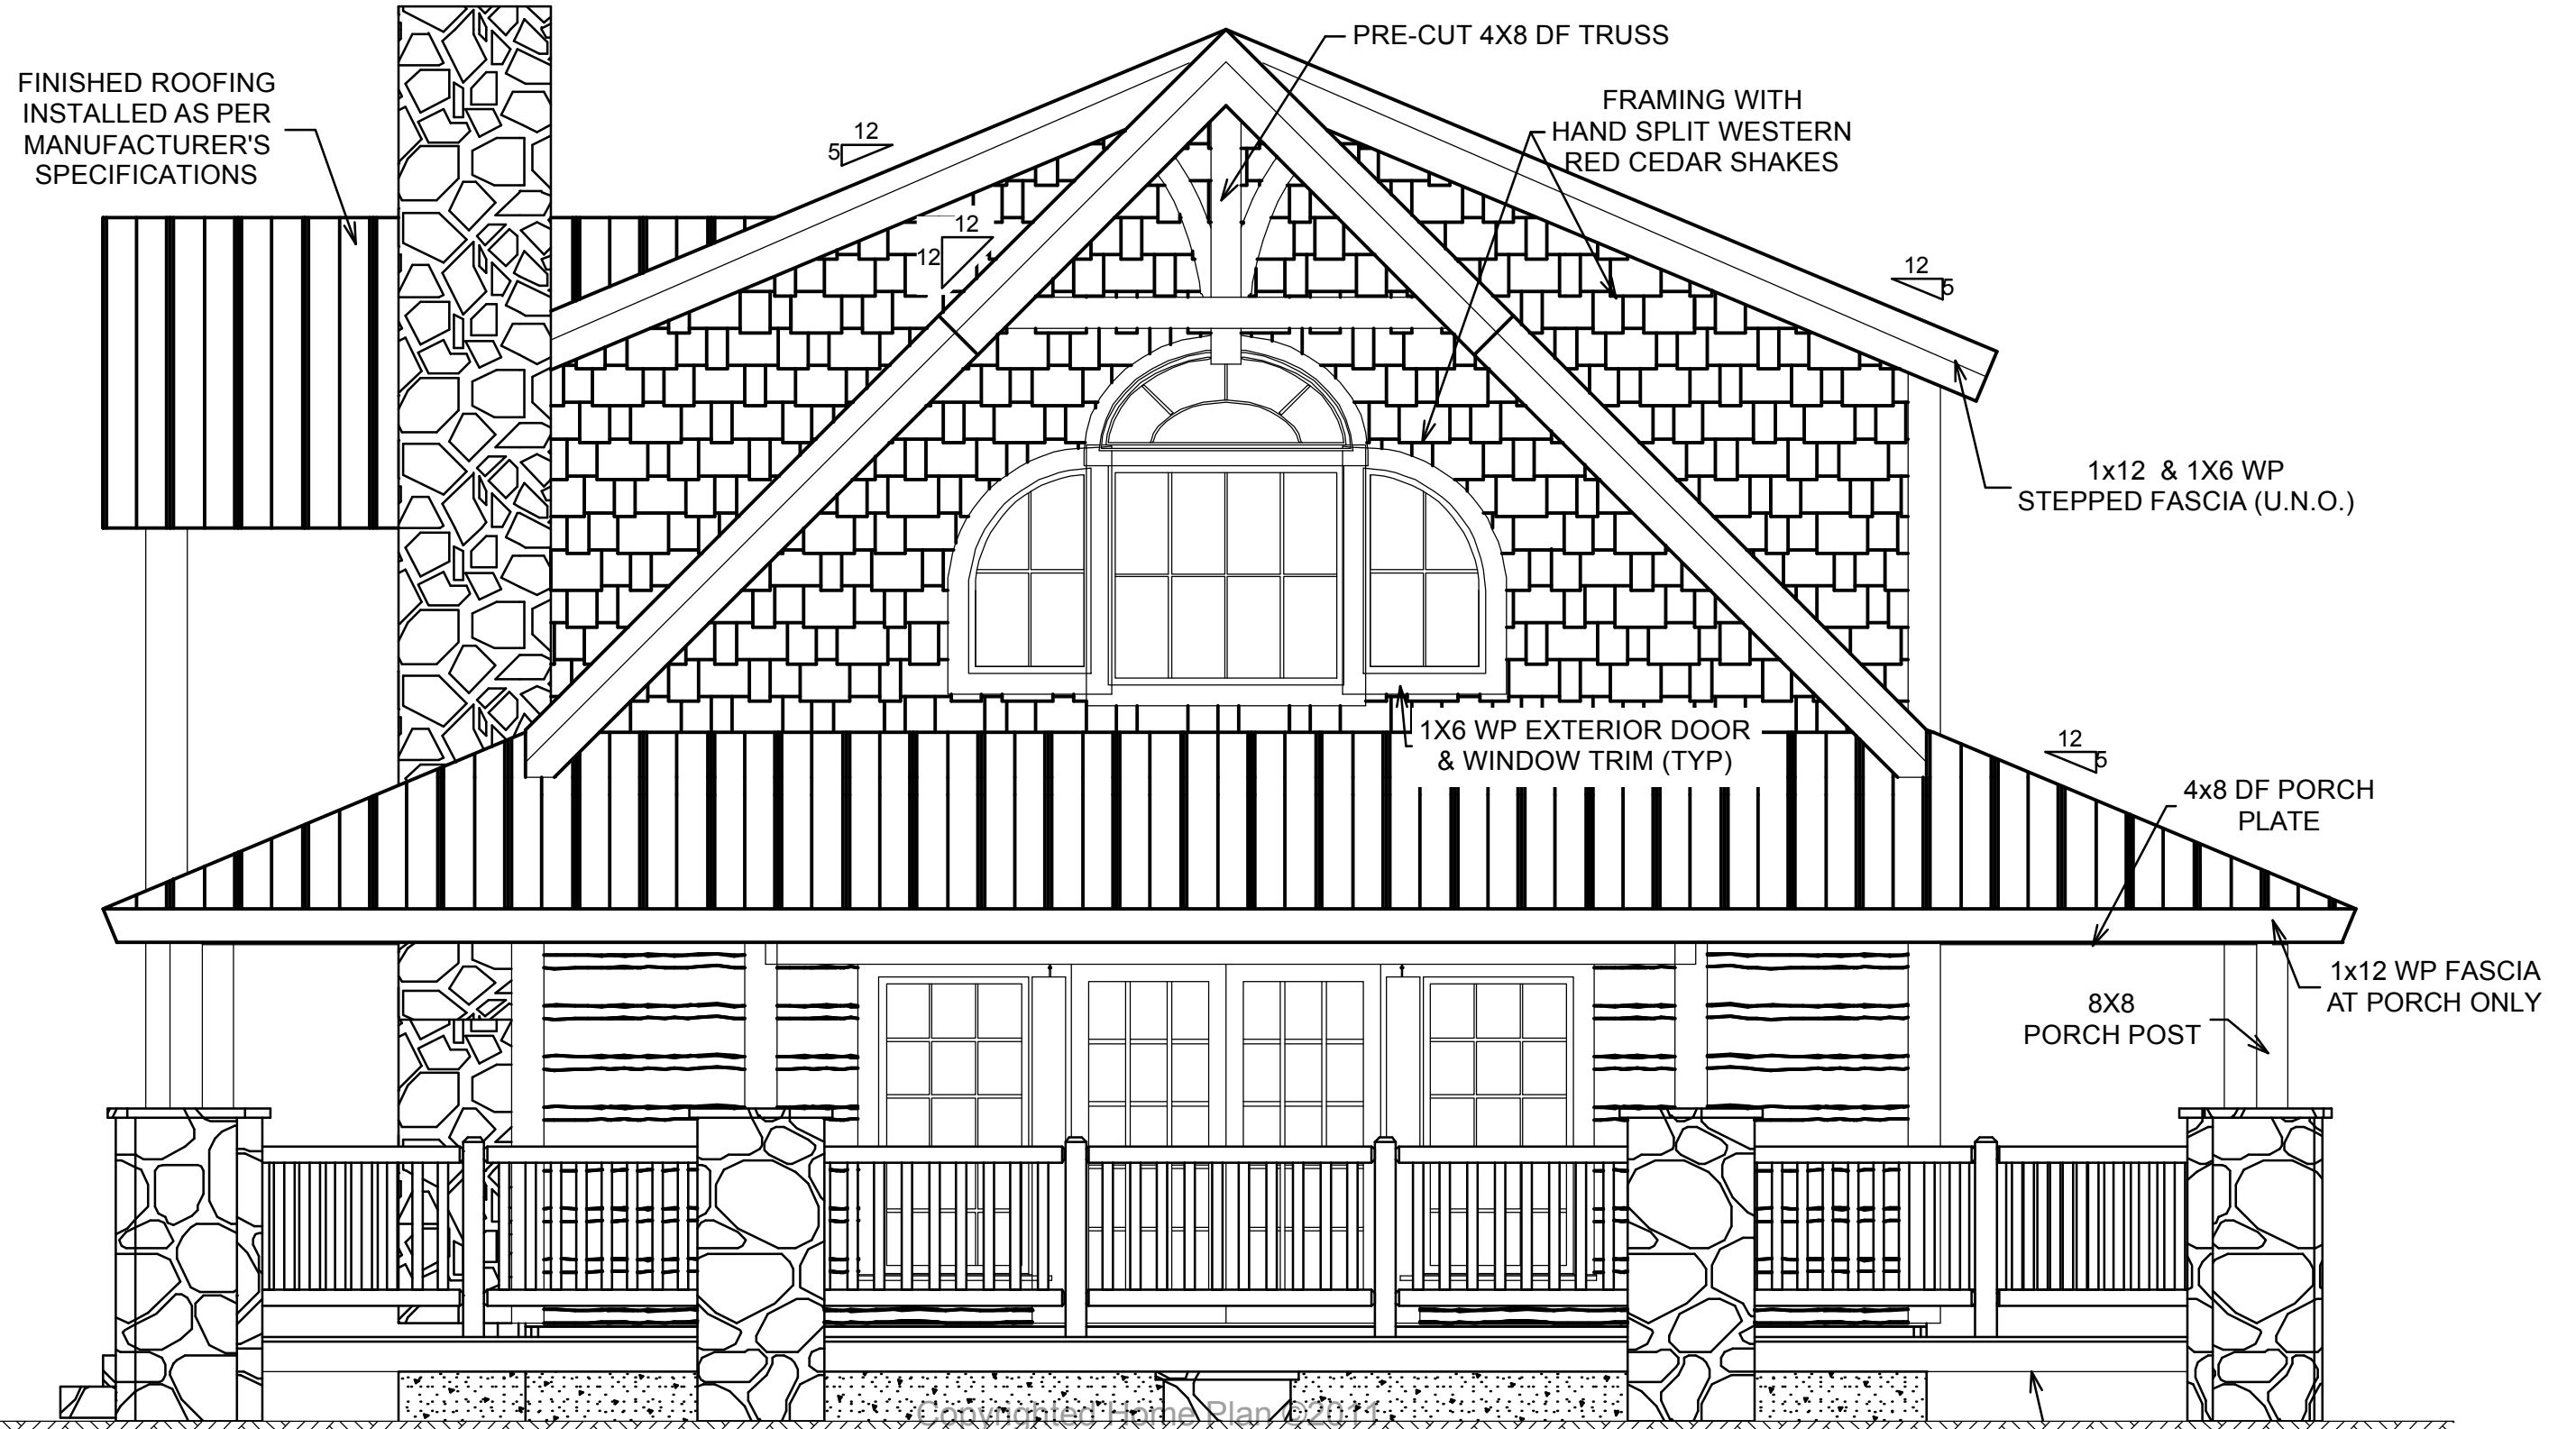 PRE-CUT 4X8 DF TRUSS
FINISHED ROOFING
INSTALLED AS PER
MANUFACTURER'S
SPECIFICATIONS
FRAMING WITH
HAND SPLIT WESTERN
RED CEDAR SHAKES
12
5
12
12
12
5
1x12 & 1X6 WP
STEPPED FASCIA (U.N.O.)
1X6 WP EXTERIOR DOOR
& WINDOW TRIM (TYP)
12
5
4x8 DF PORCH
PLATE
1x12 WP FASCIA
AT PORCH ONLY
8X8
PORCH POST
Copyrighted Home Plan ©2011